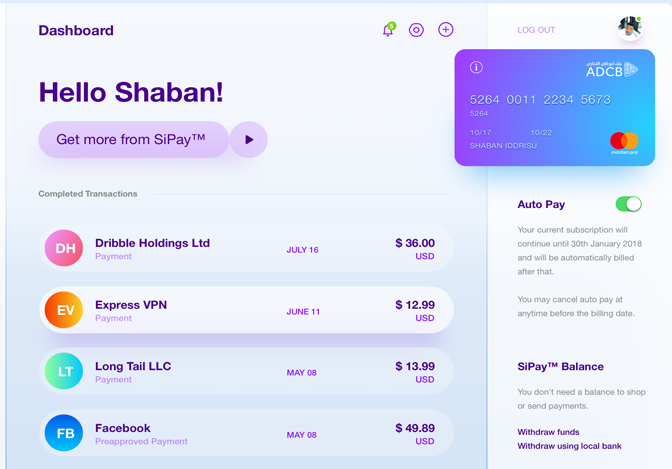 Dashboard
5
LOG OUT
Hello Shaban!
Get more from SiPay™
بنك أبوظبي التجاري
ADCB
5264 0011 2234 5673
5264
10/17 10/22
SHABAN IDDRISU
mastercard
Completed Transactions
DH
Dribble Holdings Ltd
Payment
JULY 16
$ 36.00
USD
EV
Express VPN
Payment
JUNE 11
$ 12.99
USD
LT
Long Tail LLC
Payment
MAY 08
$ 13.99
USD
FB
Facebook
Preapproved Payment
MAY 08
$ 49.89
USD
Auto Pay
Your current subscription will
continue until 30th January 2018
and will be automatically billed
after that.
You may cancel auto pay at
anytime before the billing date.
SiPay™ Balance
You don't need a balance to shop
or send payments.
Withdraw funds
Withdraw using local bank